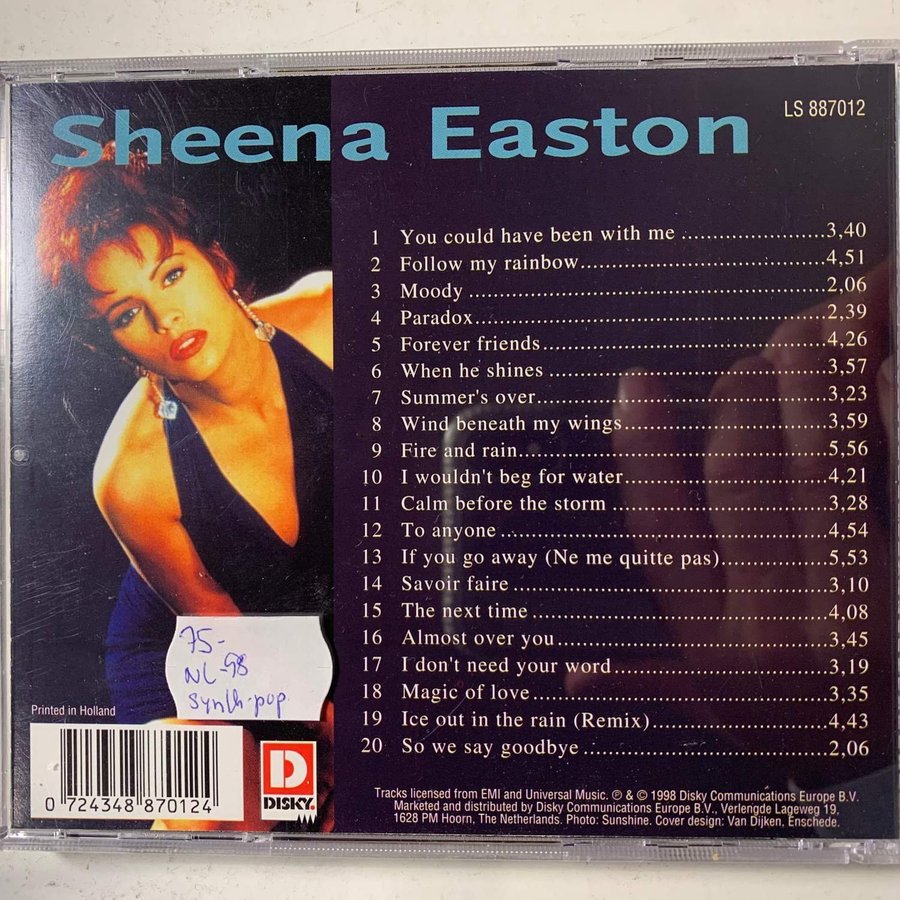 Sheena Easton
LS 887012
1 You could have been with me ........................3,40
2 Follow my rainbow........................................4,51
3 Moody ...........................................................2,06
4 Paradox..........................................................2,39
5 Forever friends................................................4,26
6 When he shines ..............................................3,57
7 Summer's over................................................3,23
8 Wind beneath my wings..................................3,59
9 Fire and rain...................................................5,56
10 I wouldn't beg for water..................................4,21
11 Calm before the storm ....................................3,28
12 To anyone ......................................................4,54
13 If you go away (Ne me quitte pas)..................5,53
14 Savoir faire ....................................................3,10
15 The next time .................................................4,08
16 Almost over you.............................................3,45
17 I don't need your word....................................3,19
18 Magic of love.................................................3,35
19 Ice out in the rain (Remix)..............................4,43
20 So we say goodbye .........................................2,06
75-
NL-98
Synth-pop
Printed in Holland
0 724348 870124
D
DISKY.
Tracks licensed from EMI and Universal Music. ℗ & © 1998 Disky Communications Europe B.V.
Marketed and distributed by Disky Communications Europe B.V., Verlengde Lageweg 19,
1628 PM Hoorn, The Netherlands. Photo: Sunshine. Cover design: Van Dijken, Enschede.